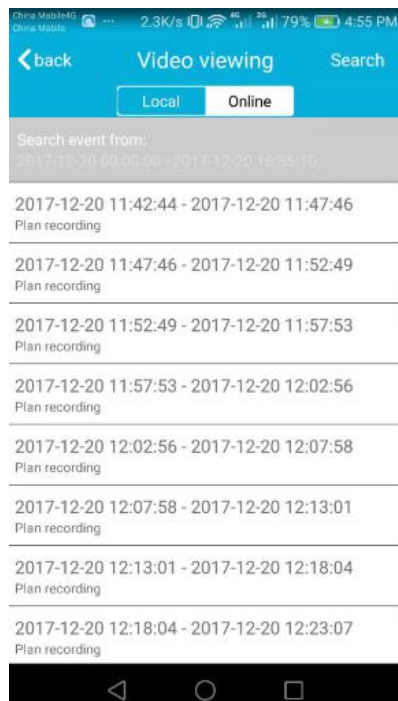 China Mobile4G ... 2.3K/s 4G 3G 79% 4:55 PM
China Mobile
back Video viewing Search
Local Online
Search event from:
2017-12-20 00:00:00 - 2017-12-20 16:55:10
2017-12-20 11:42:44 - 2017-12-20 11:47:46
Plan recording
2017-12-20 11:47:46 - 2017-12-20 11:52:49
Plan recording
2017-12-20 11:52:49 - 2017-12-20 11:57:53
Plan recording
2017-12-20 11:57:53 - 2017-12-20 12:02:56
Plan recording
2017-12-20 12:02:56 - 2017-12-20 12:07:58
Plan recording
2017-12-20 12:07:58 - 2017-12-20 12:13:01
Plan recording
2017-12-20 12:13:01 - 2017-12-20 12:18:04
Plan recording
2017-12-20 12:18:04 - 2017-12-20 12:23:07
Plan recording